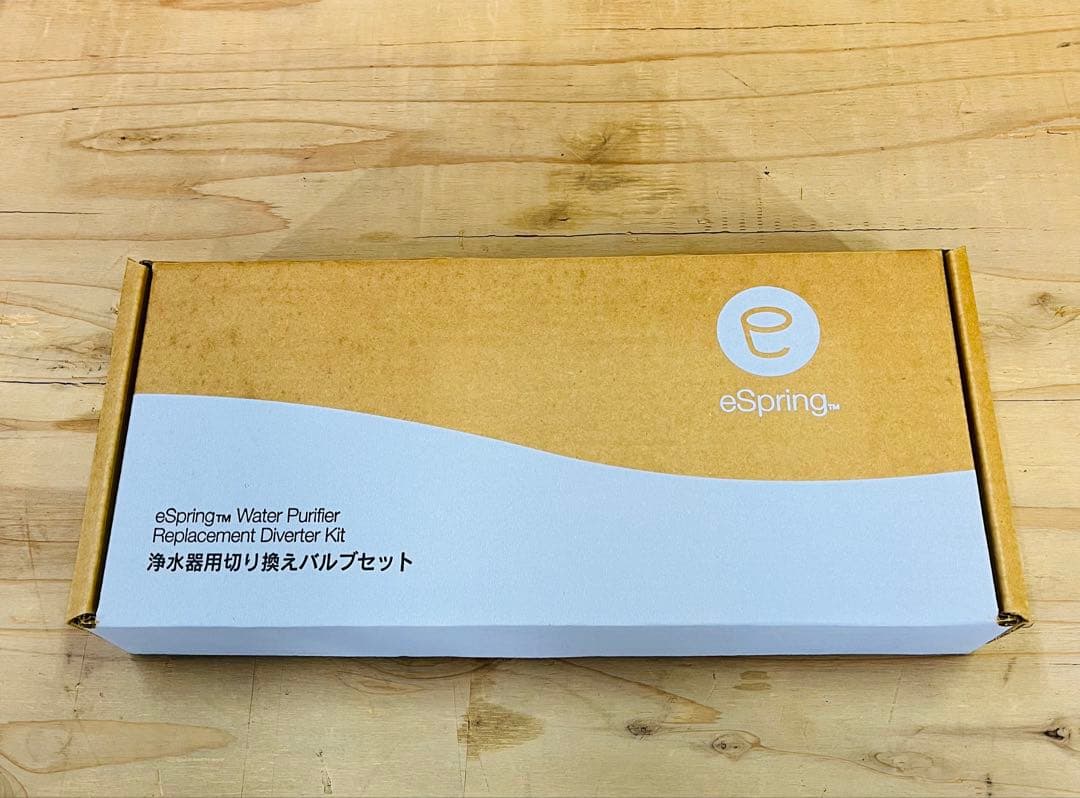 eSpring™
eSpring™ Water Purifier
Replacement Diverter Kit
浄水器用切り換えバルブセット